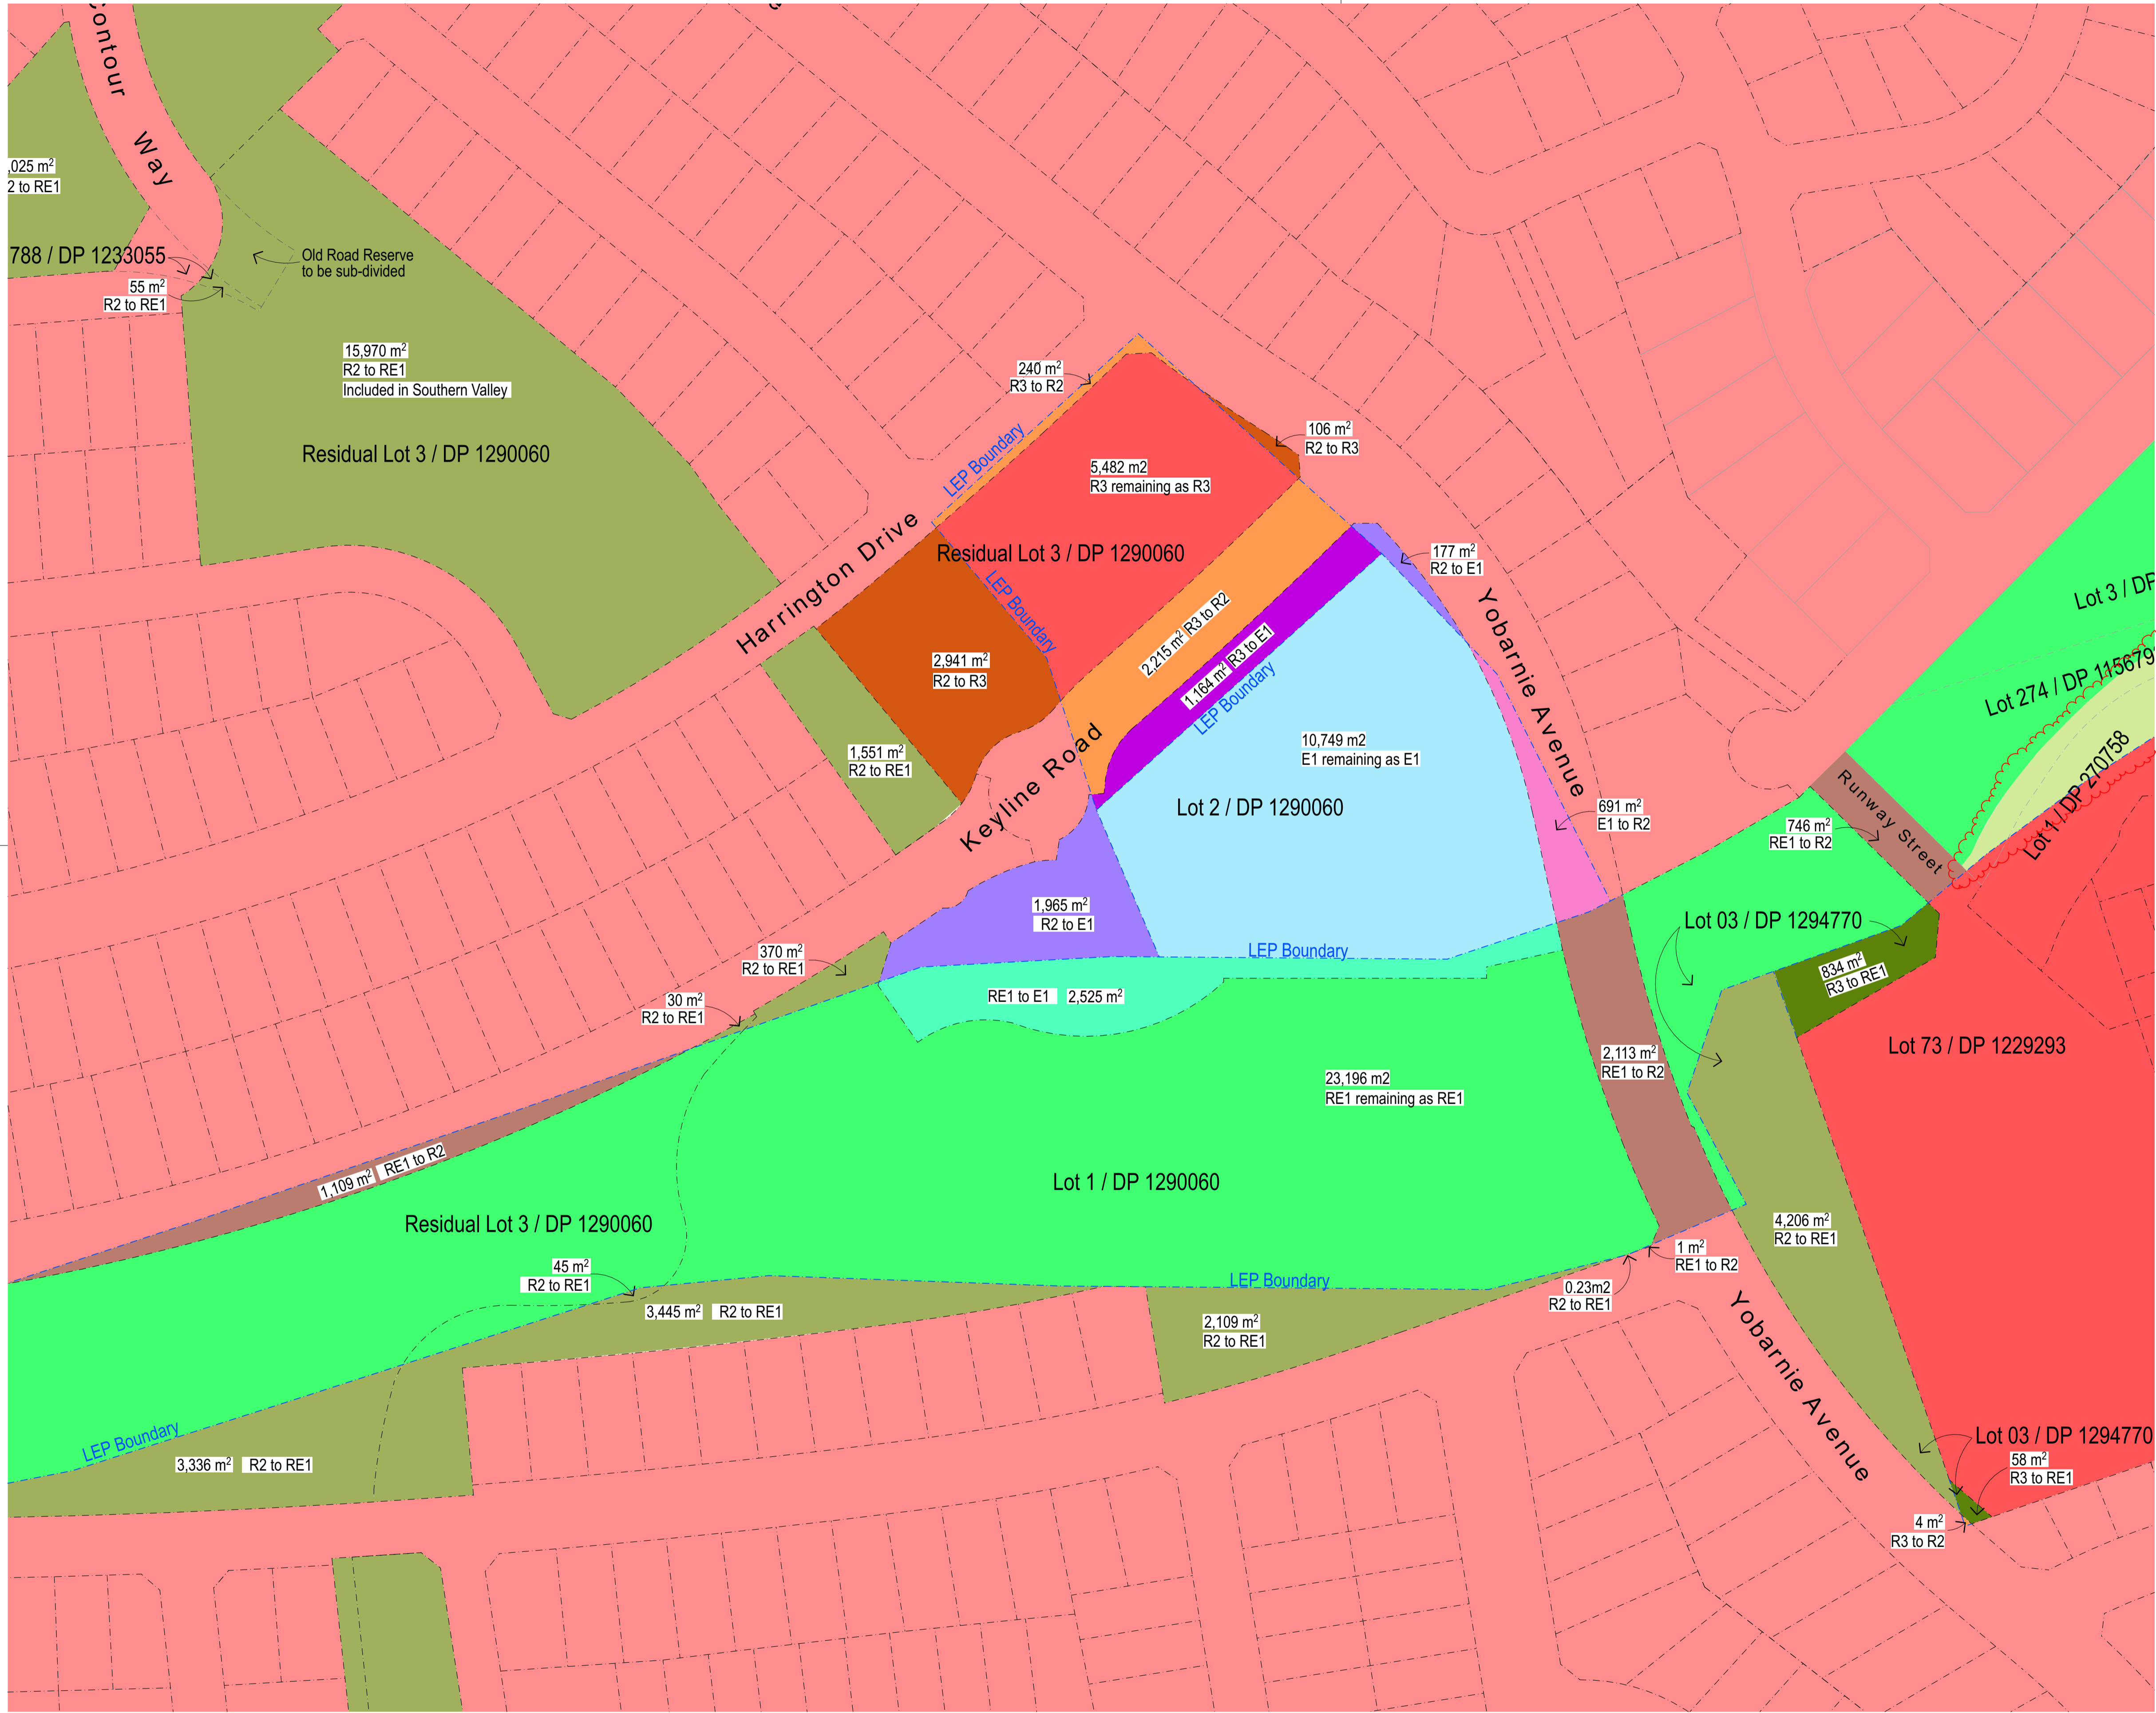 Contour
Way
,025 m²
2 to RE1
788 / DP 1233055
55 m²
R2 to RE1
Old Road Reserve
to be sub-divided
15,970 m²
R2 to RE1
Included in Southern Valley
Residual Lot 3 / DP 1290060
240 m²
R3 to R2
LEP Boundary
106 m²
R2 to R3
5,482 m2
R3 remaining as R3
Harrington Drive
Residual Lot 3 / DP 1290060
LEP Boundary
177 m²
R2 to E1
Yobarnie Avenue
2,215 m² R3 to R2
1,164 m² R3 to E1
LEP Boundary
2,941 m²
R2 to R3
1,551 m²
R2 to RE1
Keyline Road
10,749 m2
E1 remaining as E1
Lot 2 / DP 1290060
691 m²
E1 to R2
Lot 3 / DP
Lot 274 / DP 115679
Lot 1 / DP 270758
Runway Street
746 m²
RE1 to R2
Lot 03 / DP 1294770
1,965 m²
R2 to E1
LEP Boundary
370 m²
R2 to RE1
30 m²
R2 to RE1
RE1 to E1 2,525 m²
834 m²
R3 to RE1
Lot 73 / DP 1229293
2,113 m²
RE1 to R2
23,196 m2
RE1 remaining as RE1
1,109 m² RE1 to R2
Lot 1 / DP 1290060
Residual Lot 3 / DP 1290060
4,206 m²
R2 to RE1
1 m²
RE1 to R2
45 m²
R2 to RE1
LEP Boundary
0.23m2
R2 to RE1
3,445 m² R2 to RE1
2,109 m²
R2 to RE1
Yobarnie Avenue
LEP Boundary
3,336 m² R2 to RE1
Lot 03 / DP 1294770
58 m²
R3 to RE1
4 m²
R3 to R2